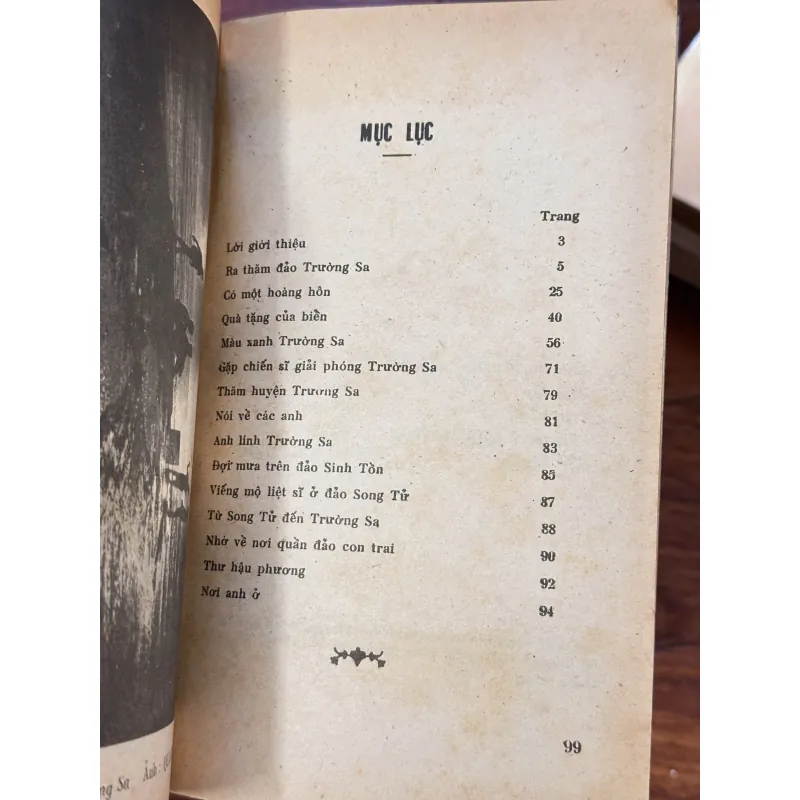 MỤC LỤC
Trang
Lời giới thiệu 3
Ra thăm đảo Trường Sa 5
Có một hoàng hôn 25
Quà tặng của biển 40
Màu xanh Trường Sa 56
Gặp chiến sĩ giải phóng Trường Sa 71
Thăm huyện Trường Sa 79
Nói về các anh 81
Anh lính Trường Sa 83
Đợi mưa trên đảo Sinh Tồn 85
Viếng mộ liệt sĩ ở đảo Song Tử 87
Từ Song Tử đến Trường Sa 88
Nhớ về nơi quần đảo con trai 90
Thư hậu phương 92
Nơi anh ở 94
99
Sa Ảnh: